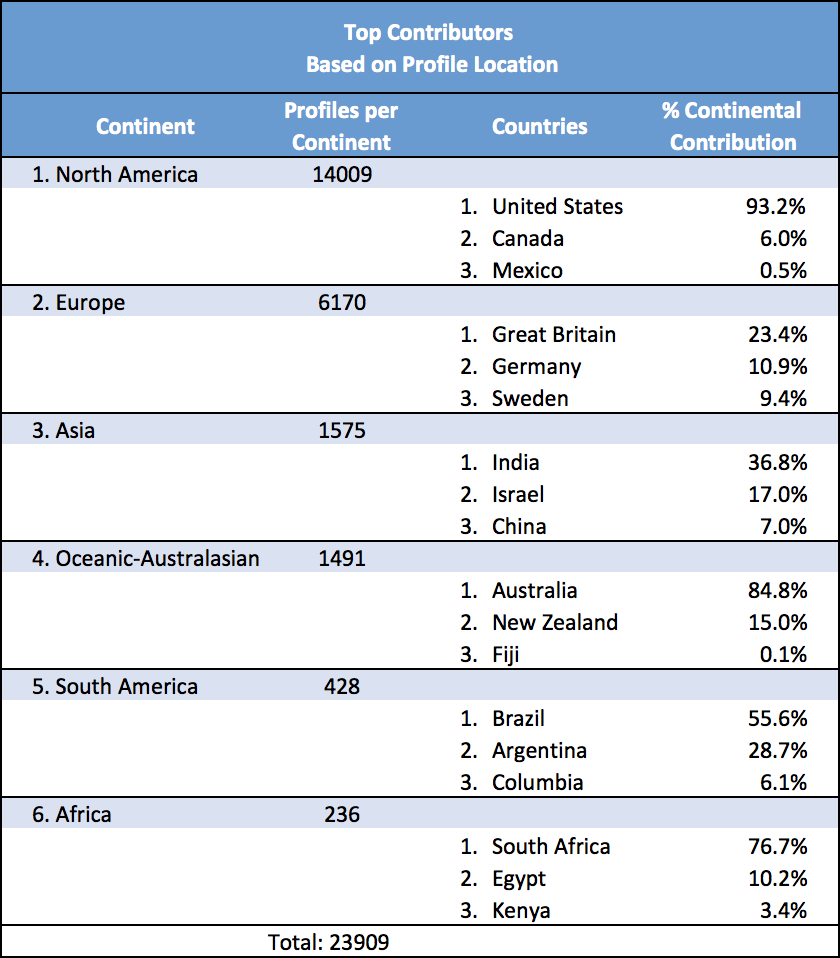 Top Contributors
Based on Profile Location
Continent Profiles per Continent Countries % Continental Contribution
1. North America 14009
1. United States 93.2%
2. Canada 6.0%
3. Mexico 0.5%
2. Europe 6170
1. Great Britain 23.4%
2. Germany 10.9%
3. Sweden 9.4%
3. Asia 1575
1. India 36.8%
2. Israel 17.0%
3. China 7.0%
4. Oceanic-Australasian 1491
1. Australia 84.8%
2. New Zealand 15.0%
3. Fiji 0.1%
5. South America 428
1. Brazil 55.6%
2. Argentina 28.7%
3. Columbia 6.1%
6. Africa 236
1. South Africa 76.7%
2. Egypt 10.2%
3. Kenya 3.4%
Total: 23909